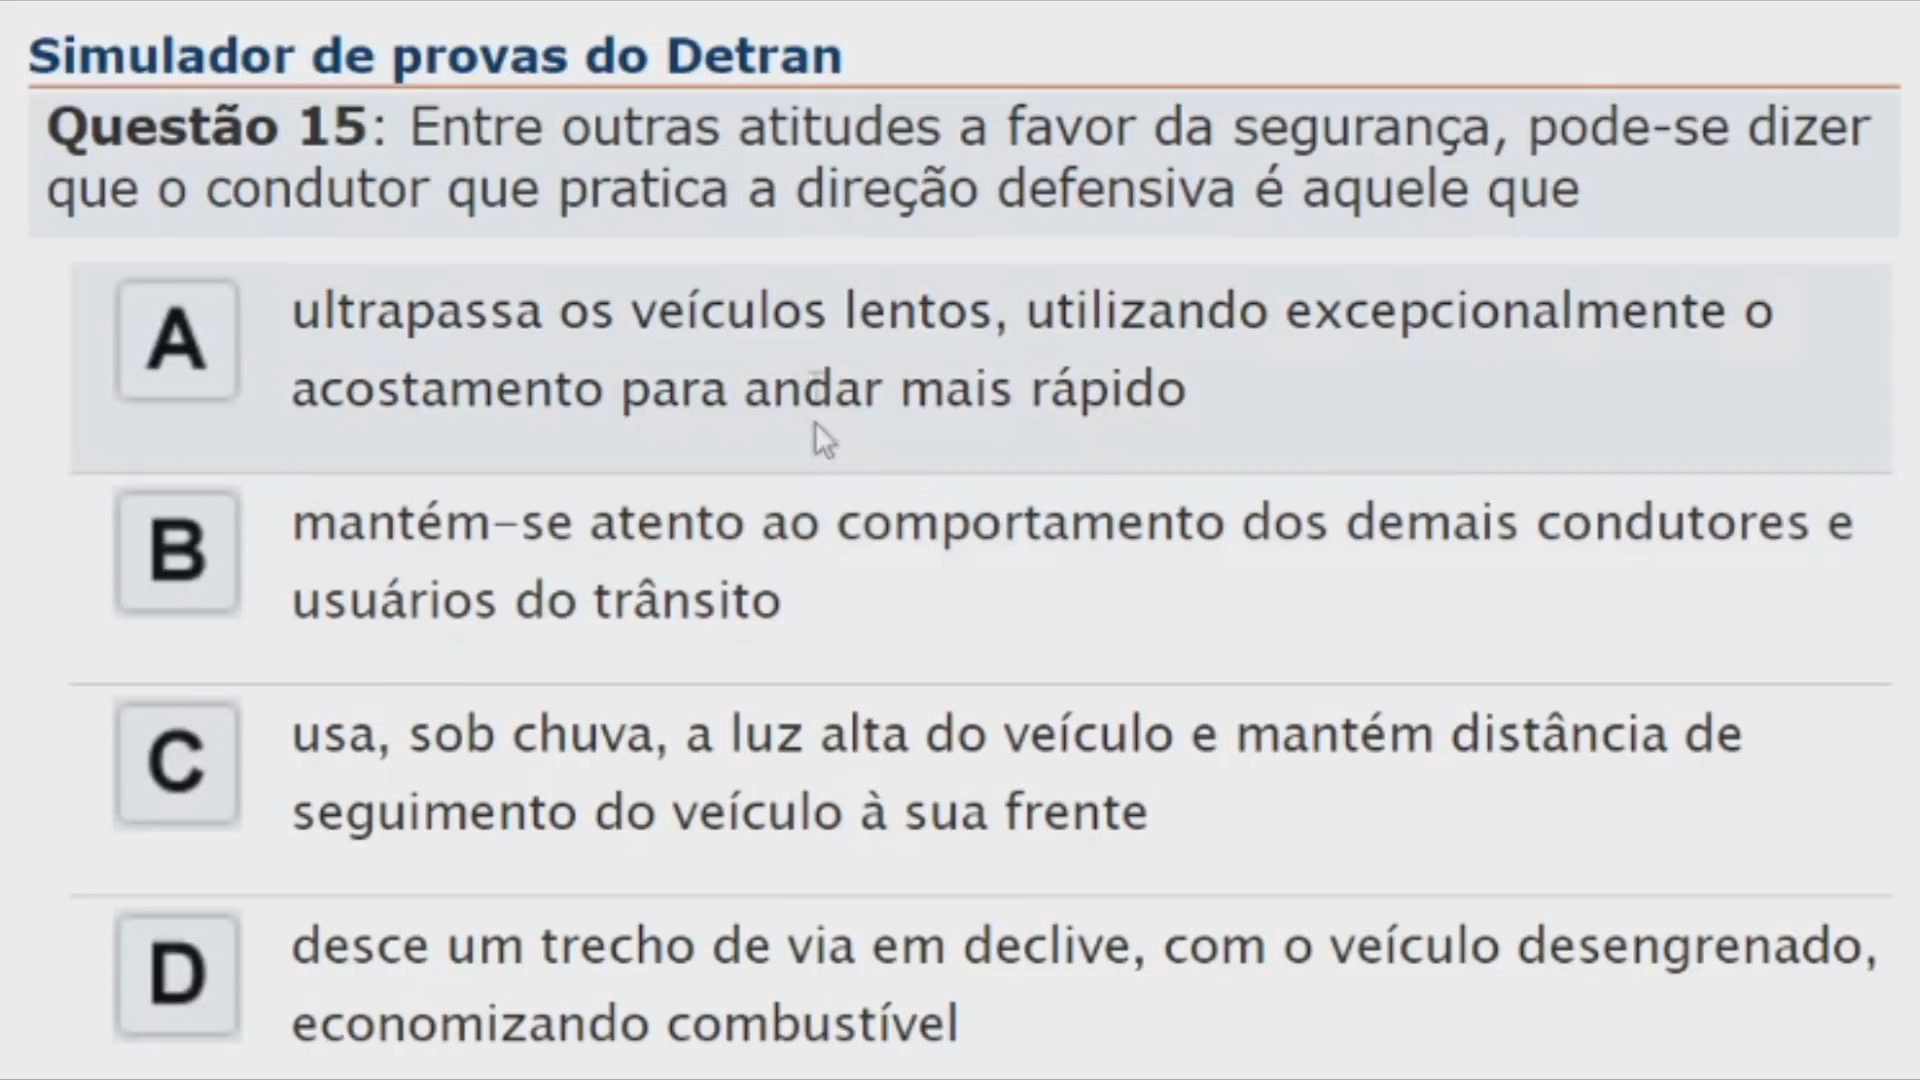 Simulador de provas do Detran
Questão 15: Entre outras atitudes a favor da segurança, pode-se dizer
que o condutor que pratica a direção defensiva é aquele que
A
ultrapassa os veículos lentos, utilizando excepcionalmente o
acostamento para andar mais rápido
B
mantém-se atento ao comportamento dos demais condutores e
usuários do trânsito
C
usa, sob chuva, a luz alta do veículo e mantém distância de
seguimento do veículo à sua frente
D
desce um trecho de via em declive, com o veículo desengrenado,
economizando combustível